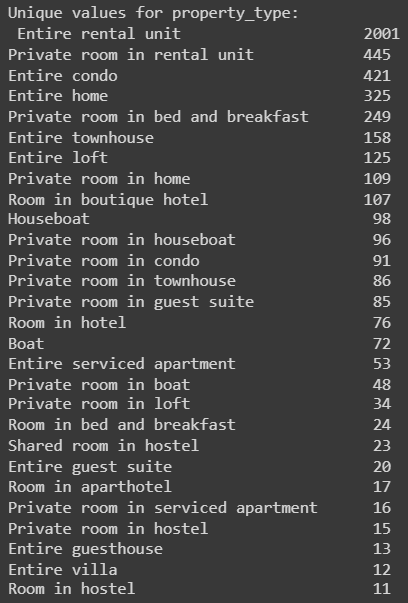 Unique values for property_type:
 Entire rental unit                    2001
Private room in rental unit            445
Entire condo                           421
Entire home                            325
Private room in bed and breakfast      249
Entire townhouse                       158
Entire loft                            125
Private room in home                   109
Room in boutique hotel                 107
Houseboat                               98
Private room in houseboat               96
Private room in condo                   91
Private room in townhouse               86
Private room in guest suite             85
Room in hotel                           76
Boat                                    72
Entire serviced apartment               53
Private room in boat                    48
Private room in loft                    34
Room in bed and breakfast               24
Shared room in hostel                   23
Entire guest suite                      20
Room in aparthotel                      17
Private room in serviced apartment      16
Private room in hostel                  15
Entire guesthouse                       13
Entire villa                            12
Room in hostel                          11